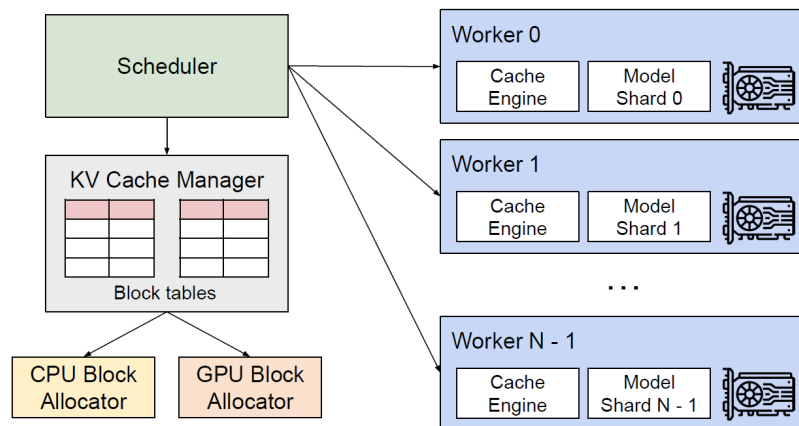 Scheduler
KV Cache Manager
Block tables
CPU Block
Allocator
GPU Block
Allocator
Worker 0
Cache
Engine
Model
Shard 0
Worker 1
Cache
Engine
Model
Shard 1
...
Worker N - 1
Cache
Engine
Model
Shard N - 1